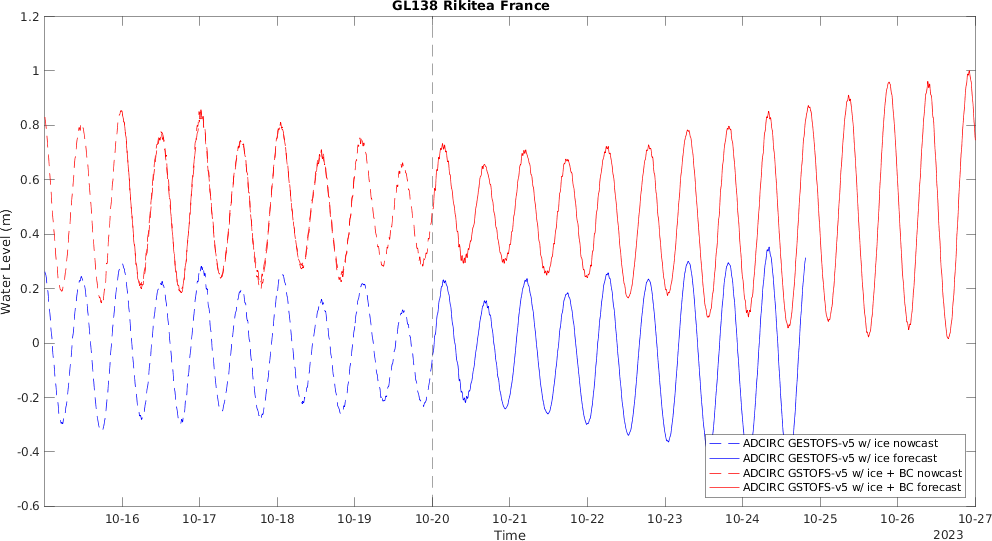 GL138 Rikitea France
1.2
1
0.8
0.6
0.4
0.2
0
-0.2
-0.4
-0.6
Water Level (m)
ADCIRC GESTOFS-v5 w/ ice nowcast
ADCIRC GESTOFS-v5 w/ ice forecast
ADCIRC GSTOFS-v5 w/ ice + BC nowcast
ADCIRC GSTOFS-v5 w/ ice + BC forecast
10-16 10-17 10-18 10-19 10-20 10-21 10-22 10-23 10-24 10-25 10-26 10-27
Time
2023